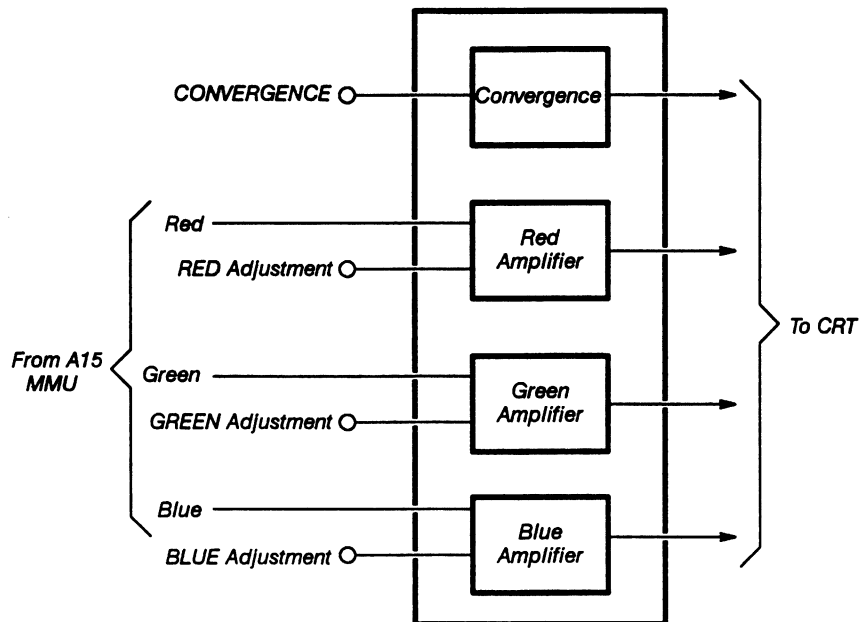 CONVERGENCE
Convergence
Red
RED Adjustment
Red
Amplifier
From A15
MMU
Green
GREEN Adjustment
Green
Amplifier
To CRT
Blue
BLUE Adjustment
Blue
Amplifier